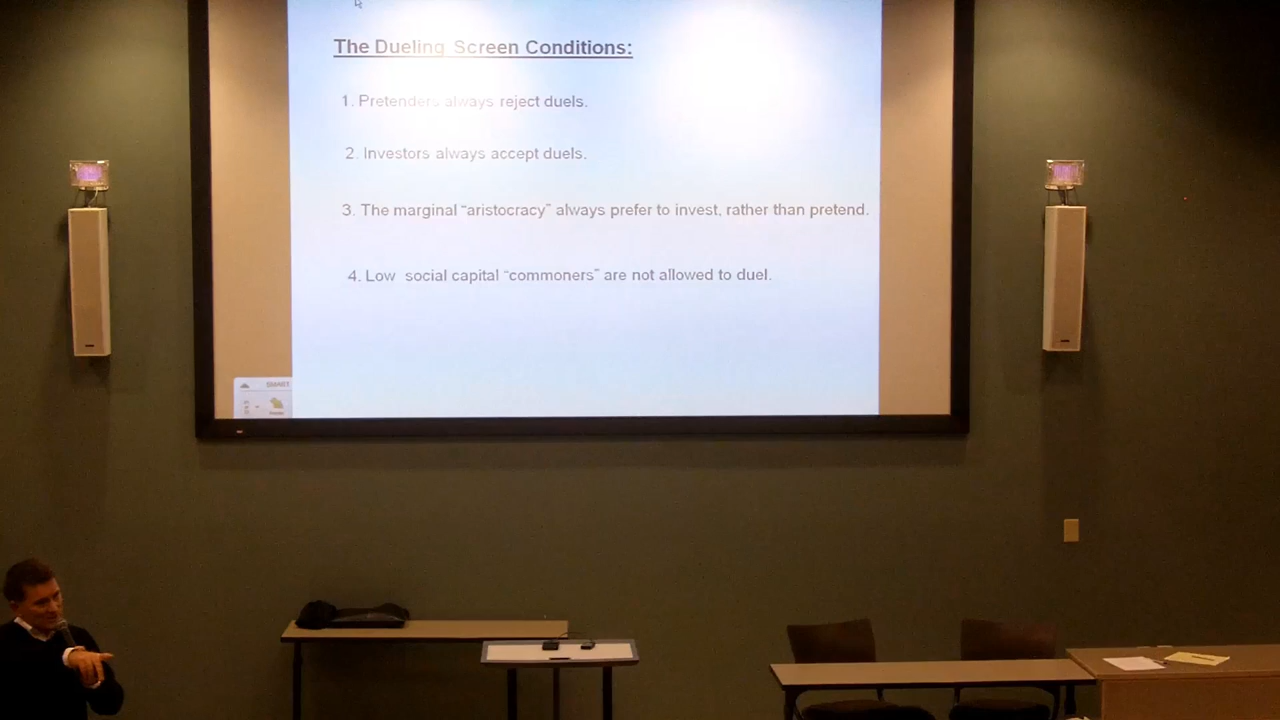 The Dueling Screen Conditions:
1. Pretenders always reject duels.
2. Investors always accept duels.
3. The marginal “aristocracy” always prefer to invest, rather than pretend.
4. Low social capital “commoners” are not allowed to duel.
SMART